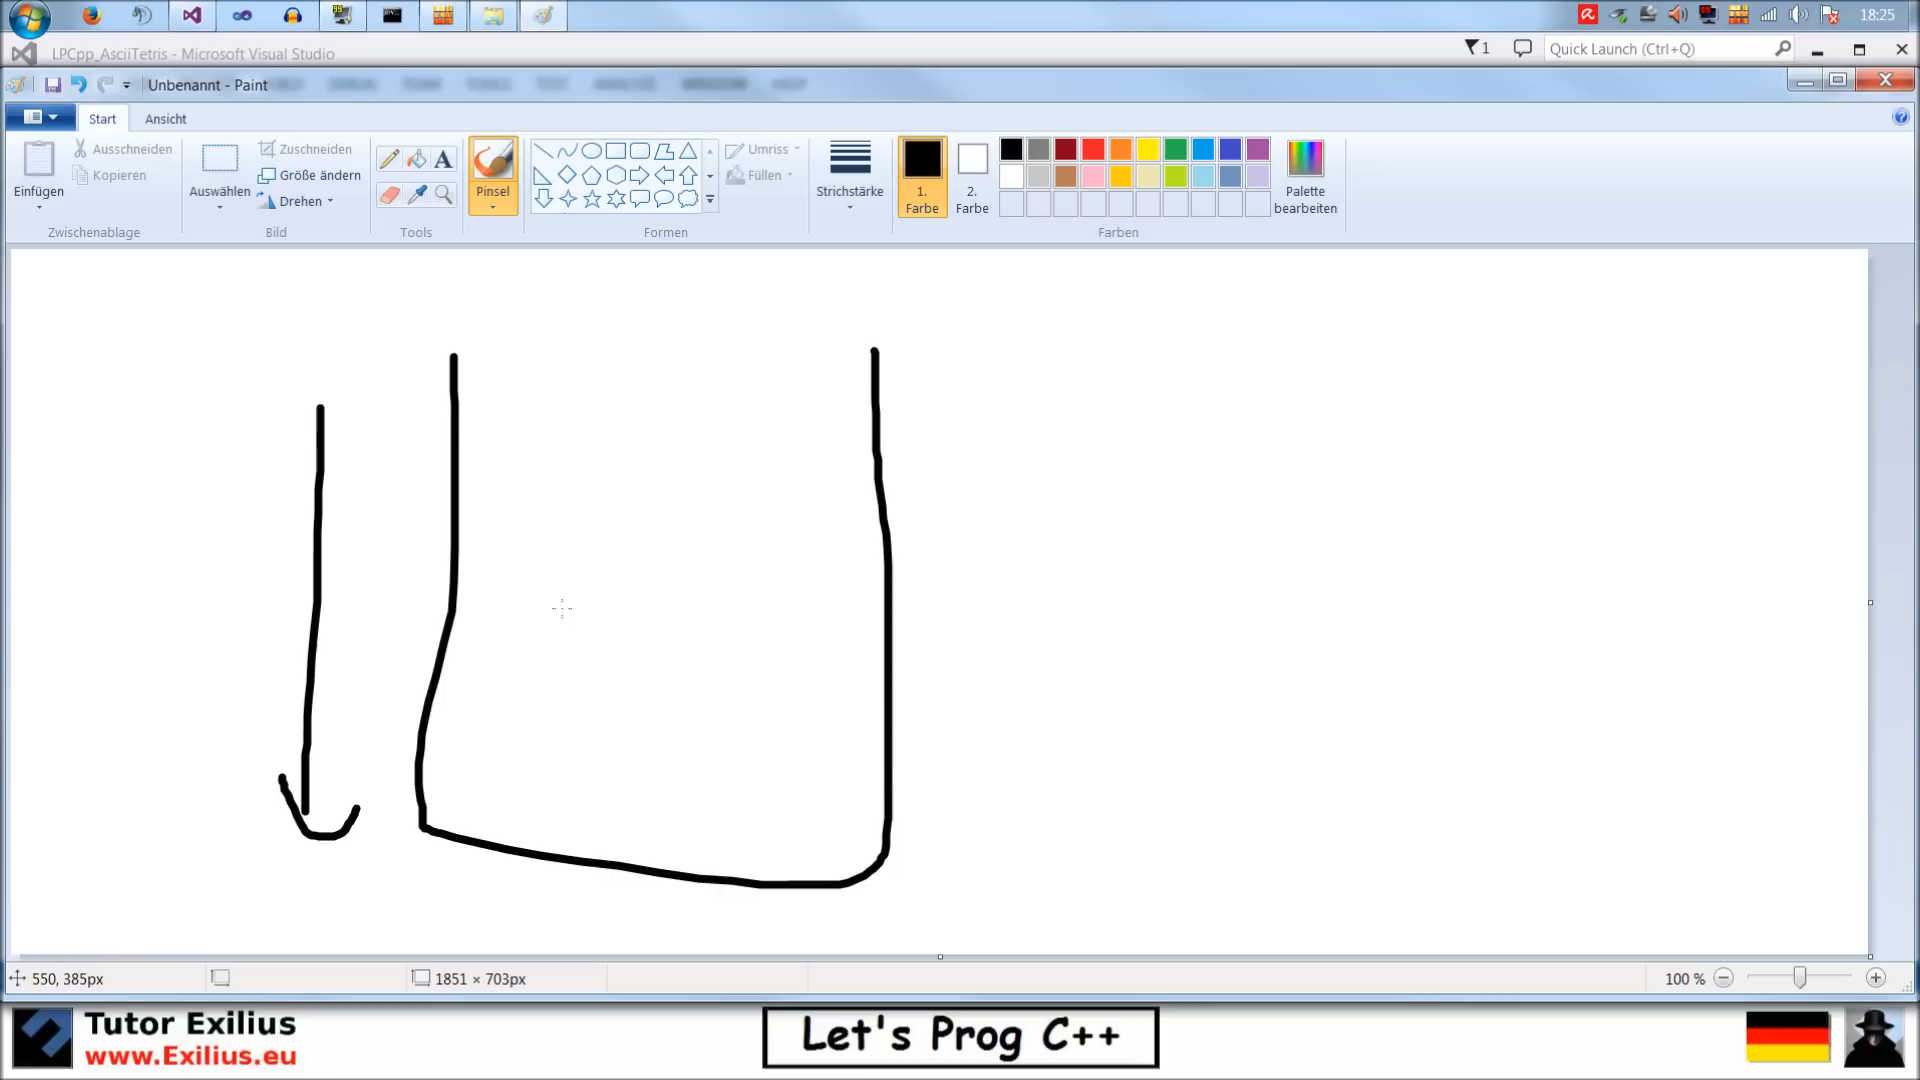 18:25
LPCpp_AsciiTetris - Microsoft Visual Studio
1
Quick Launch (Ctrl+Q)
Unbenannt - Paint
Start
Ansicht
Einfügen
Ausschneiden
Kopieren
Zwischenablage
Auswählen
Zuschneiden
Größe ändern
Drehen
Bild
A
Tools
Pinsel
Umriss
Füllen
Formen
Strichstärke
1.
Farbe
2.
Farbe
Palette
bearbeiten
Farben
550, 385px
1851 × 703px
100 %
Tutor Exilius
www.Exilius.eu
Let's Prog C++